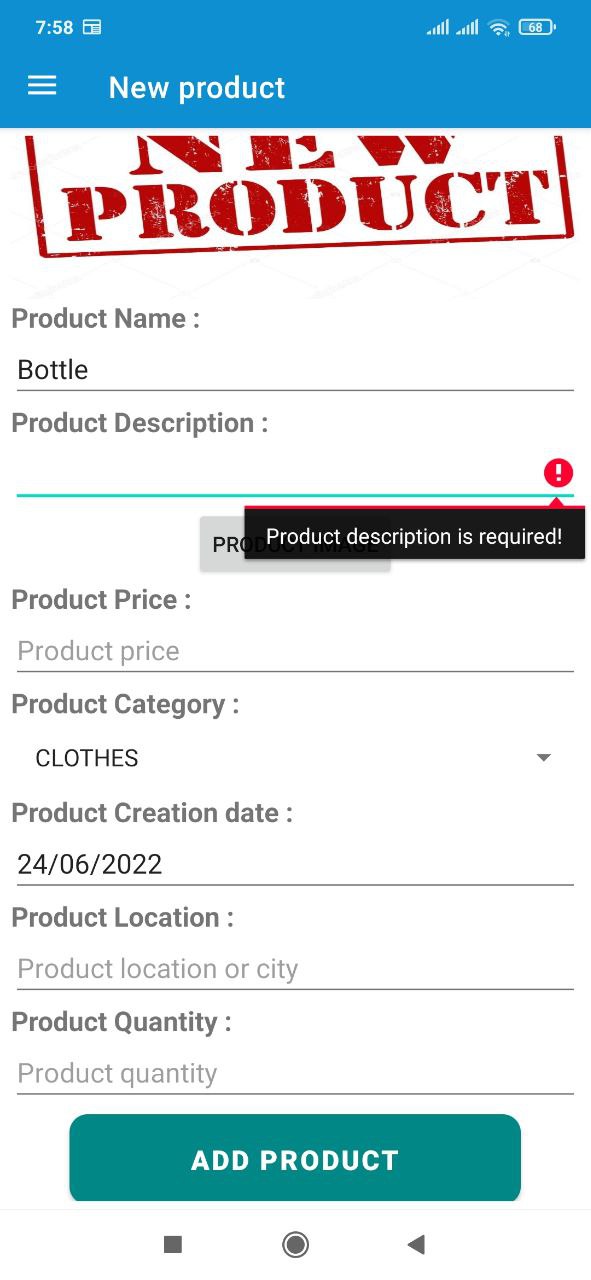 7:58
68
New product
NEW
PRODUCT
Product Name :
Bottle
Product Description :
Product description is required!
PRODUCT IMAGE
Product Price :
Product price
Product Category :
CLOTHES
Product Creation date :
24/06/2022
Product Location :
Product location or city
Product Quantity :
Product quantity
ADD PRODUCT